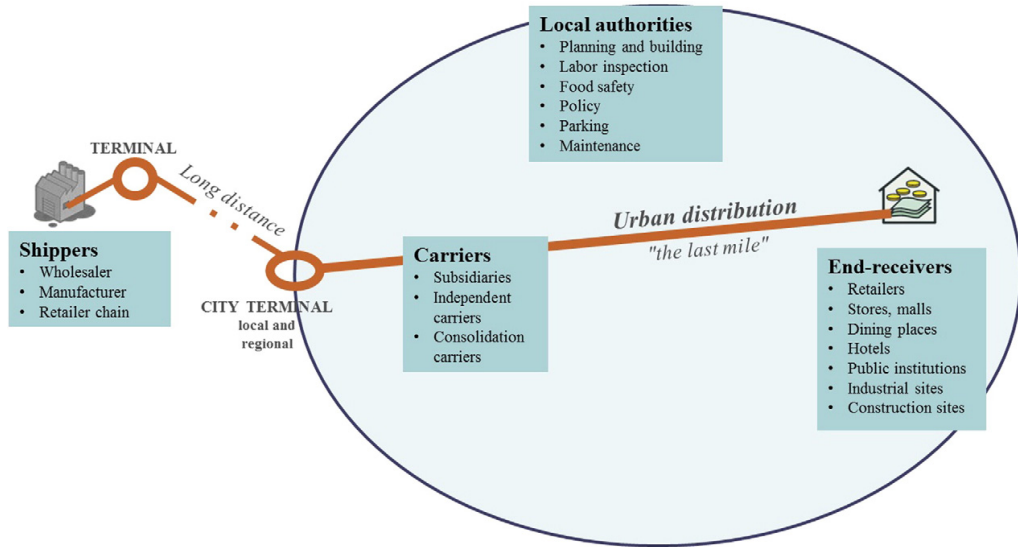 Local authorities
• Planning and building
• Labor inspection
• Food safety
• Policy
• Parking
• Maintenance
TERMINAL
Long distance
Shippers
• Wholesaler
• Manufacturer
• Retailer chain
CITY TERMINAL
local and
regional
Carriers
• Subsidiaries
• Independent
carriers
• Consolidation
carriers
Urban distribution
"the last mile"
End-receivers
• Retailers
• Stores, malls
• Dining places
• Hotels
• Public institutions
• Industrial sites
• Construction sites